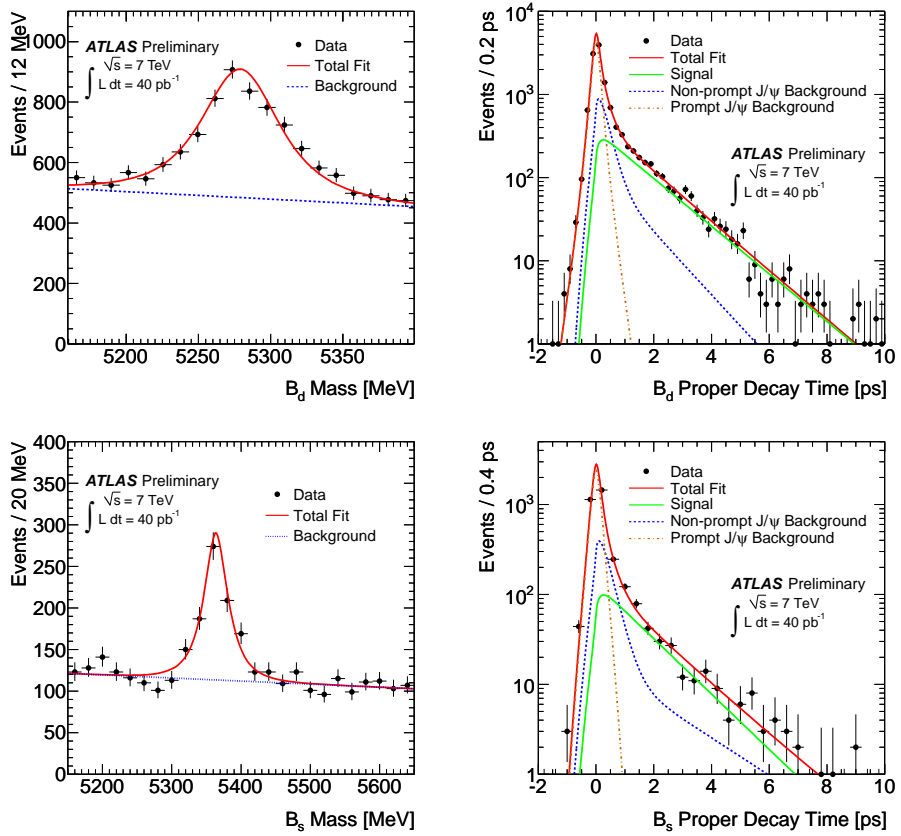 Events / 12 MeV
1000
800
600
400
200
0
ATLAS Preliminary
√s = 7 TeV
∫ L dt = 40 pb⁻¹
Data
Total Fit
Background
5200 5250 5300 5350
B_d Mass [MeV]
Events / 0.2 ps
10⁴
10³
10²
10
1
Data
Total Fit
Signal
Non-prompt J/ψ Background
Prompt J/ψ Background
ATLAS Preliminary
√s = 7 TeV
∫ L dt = 40 pb⁻¹
-2 0 2 4 6 8 10
B_d Proper Decay Time [ps]
Events / 20 MeV
400
350
300
250
200
150
100
50
0
ATLAS Preliminary
√s = 7 TeV
∫ L dt = 40 pb⁻¹
Data
Total Fit
Background
5200 5300 5400 5500 5600
B_s Mass [MeV]
Events / 0.4 ps
10³
10²
10
1
Data
Total Fit
Signal
Non-prompt J/ψ Background
Prompt J/ψ Background
ATLAS Preliminary
√s = 7 TeV
∫ L dt = 40 pb⁻¹
-2 0 2 4 6 8 10
B_s Proper Decay Time [ps]